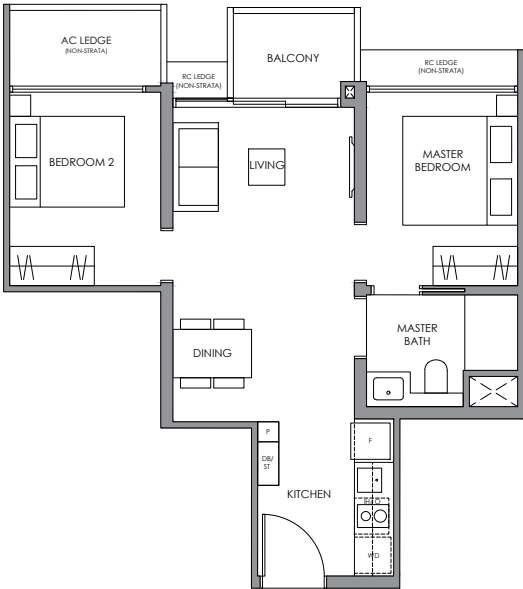 AC LEDGE
(NON-STRATA)
RC LEDGE
(NON-STRATA)
BALCONY
RC LEDGE
(NON-STRATA)
BEDROOM 2
LIVING
MASTER
BEDROOM
DINING
MASTER
BATH
P
DB/
ST
F
KITCHEN
H&O
WD